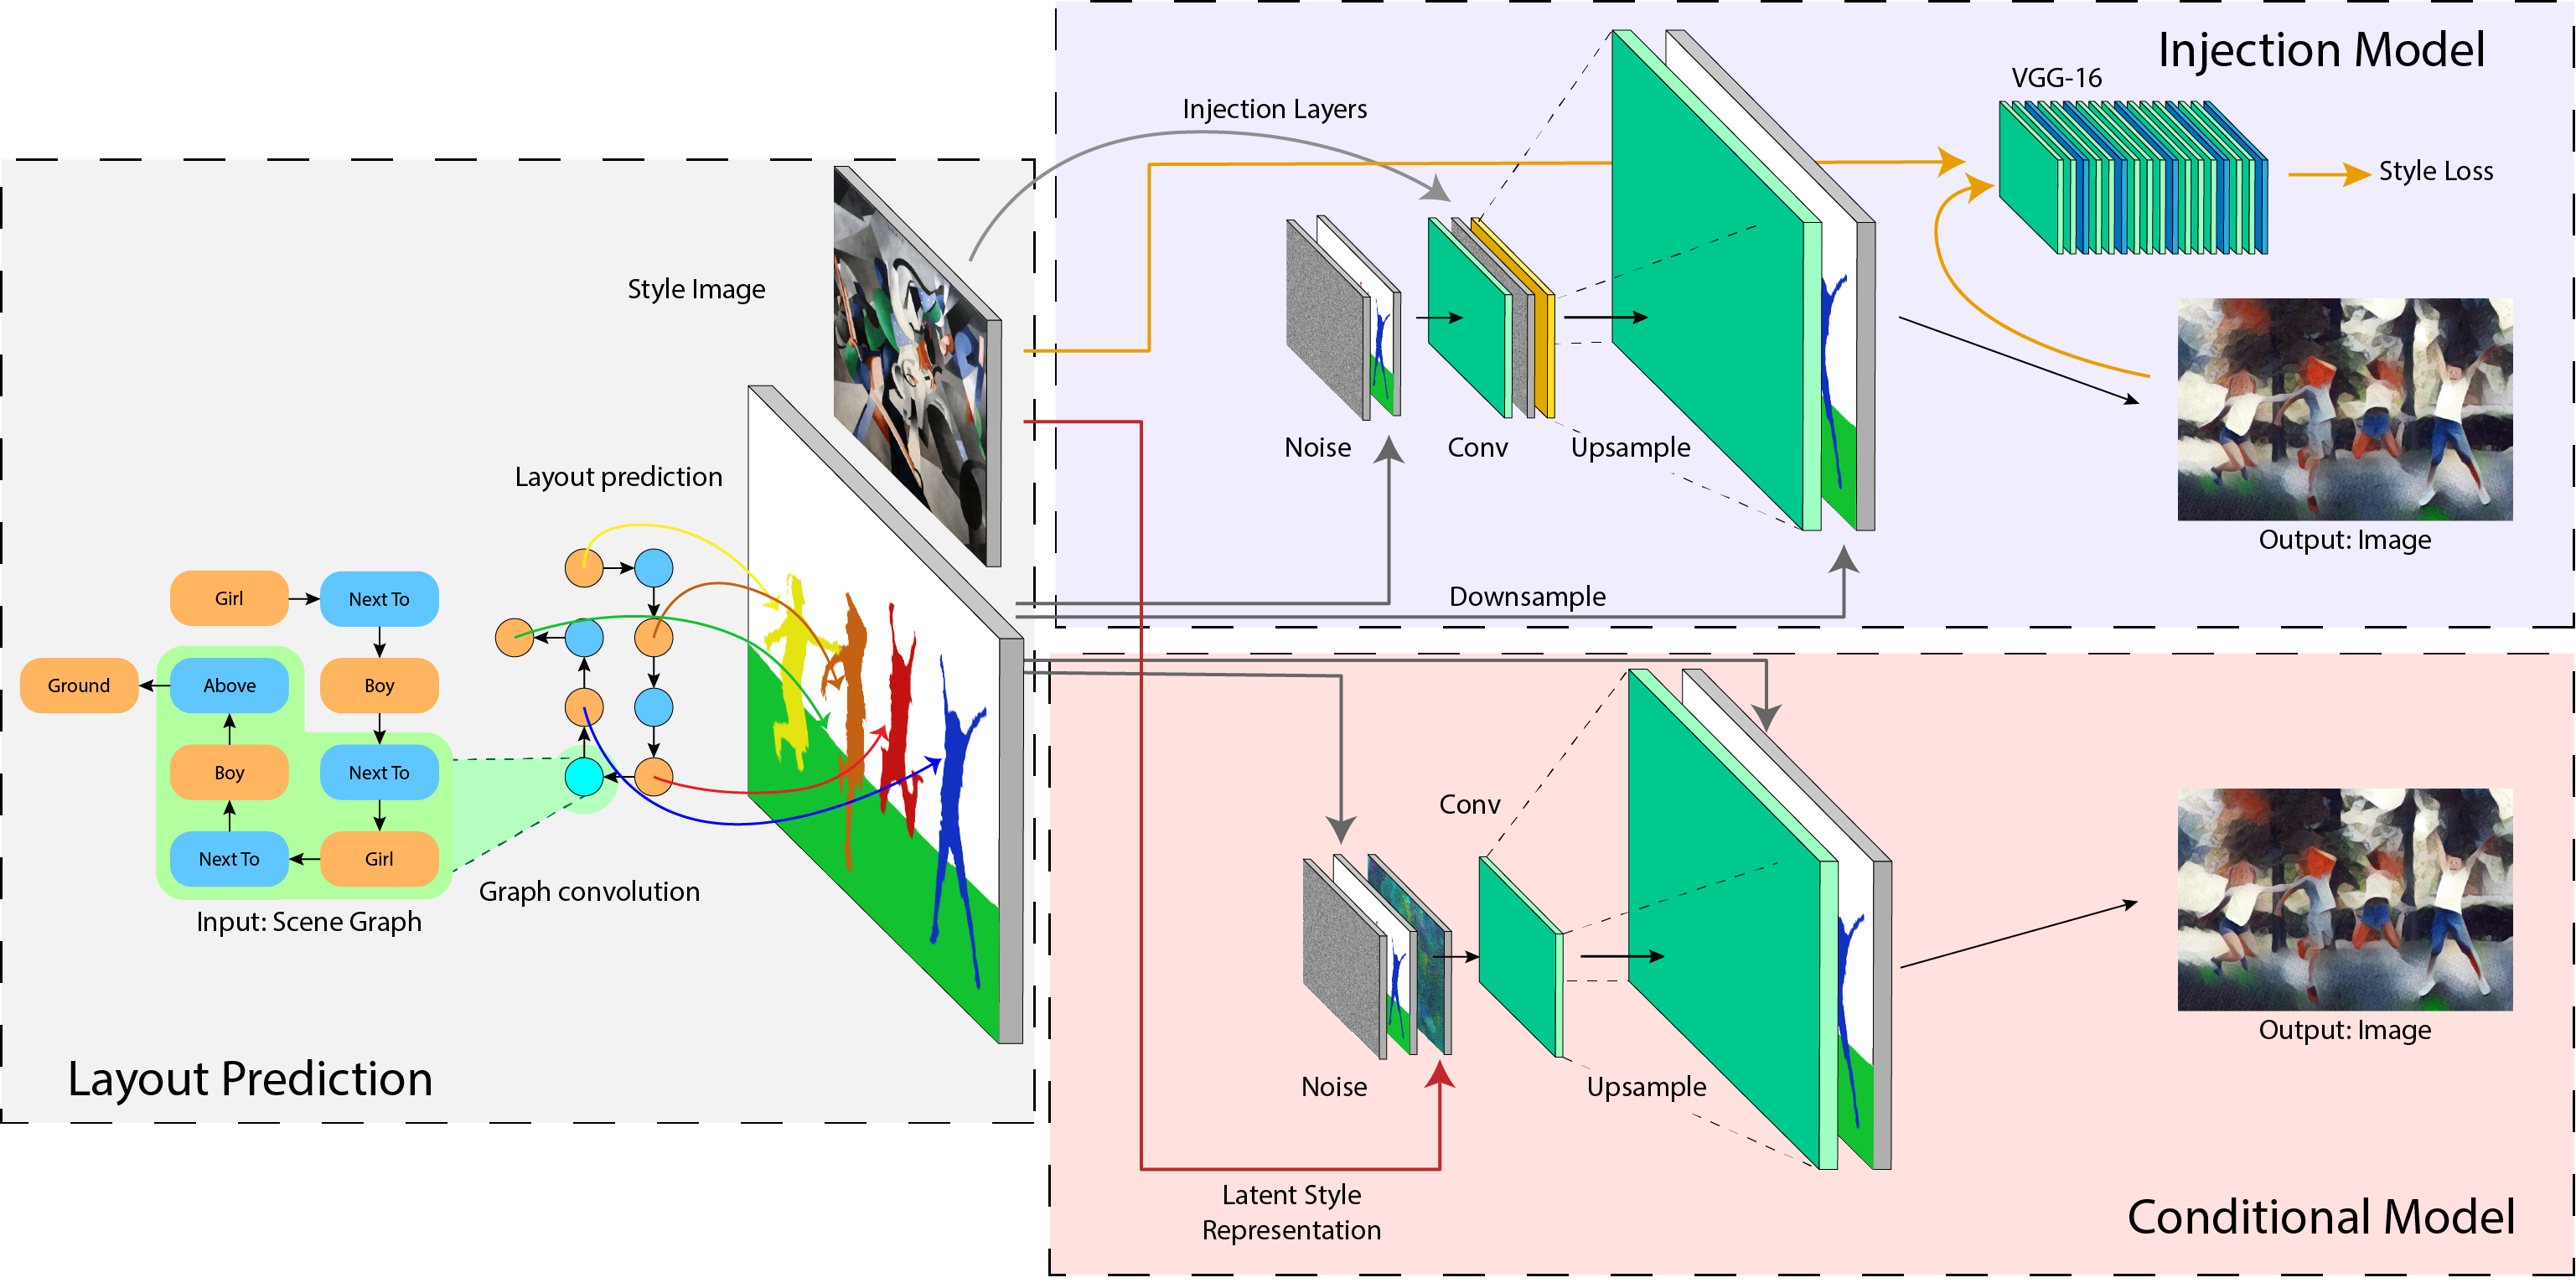 Injection Model
VGG-16
Injection Layers
Style Loss
Style Image
Noise
Conv
Upsample
Output: Image
Downsample
Layout prediction
Girl
Next To
Ground
Above
Boy
Boy
Next To
Next To
Girl
Graph convolution
Input: Scene Graph
Layout Prediction
Conv
Noise
Upsample
Output: Image
Latent Style
Representation
Conditional Model